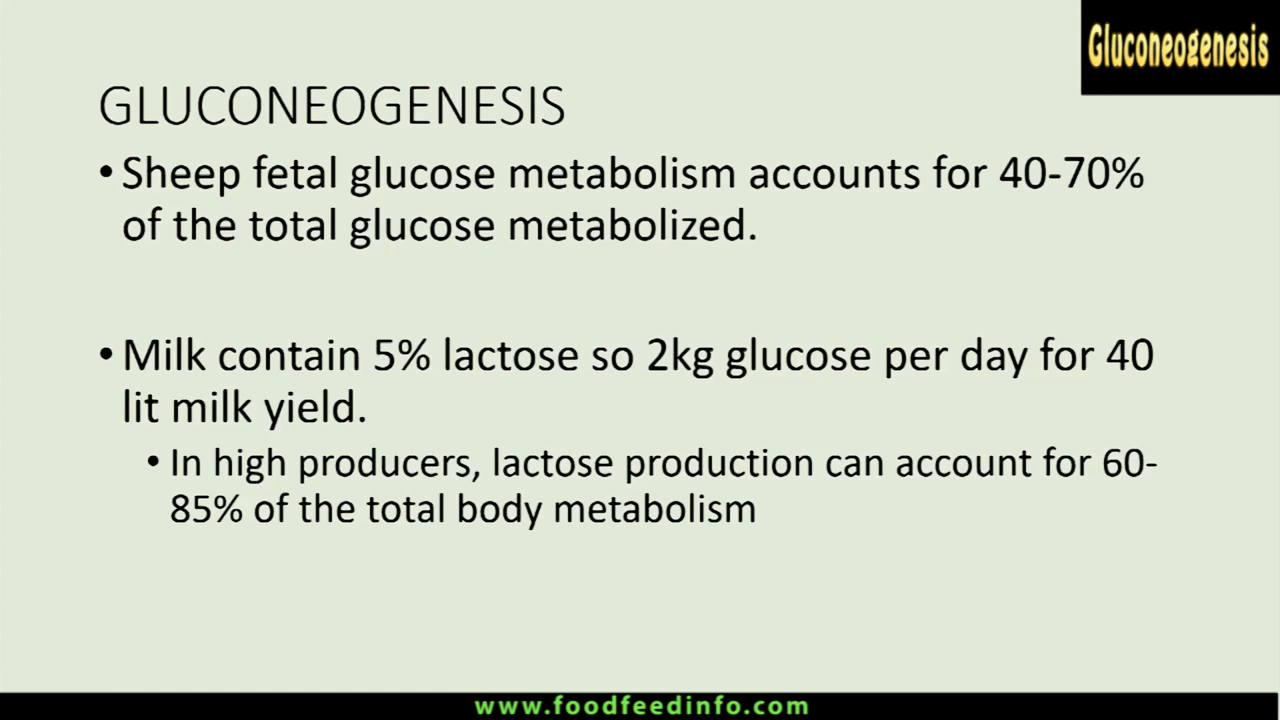 Gluconeogenesis
GLUCONEOGENESIS
• Sheep fetal glucose metabolism accounts for 40-70%
of the total glucose metabolized.
• Milk contain 5% lactose so 2kg glucose per day for 40
lit milk yield.
• In high producers, lactose production can account for 60-
85% of the total body metabolism
www.foodfeedinfo.com